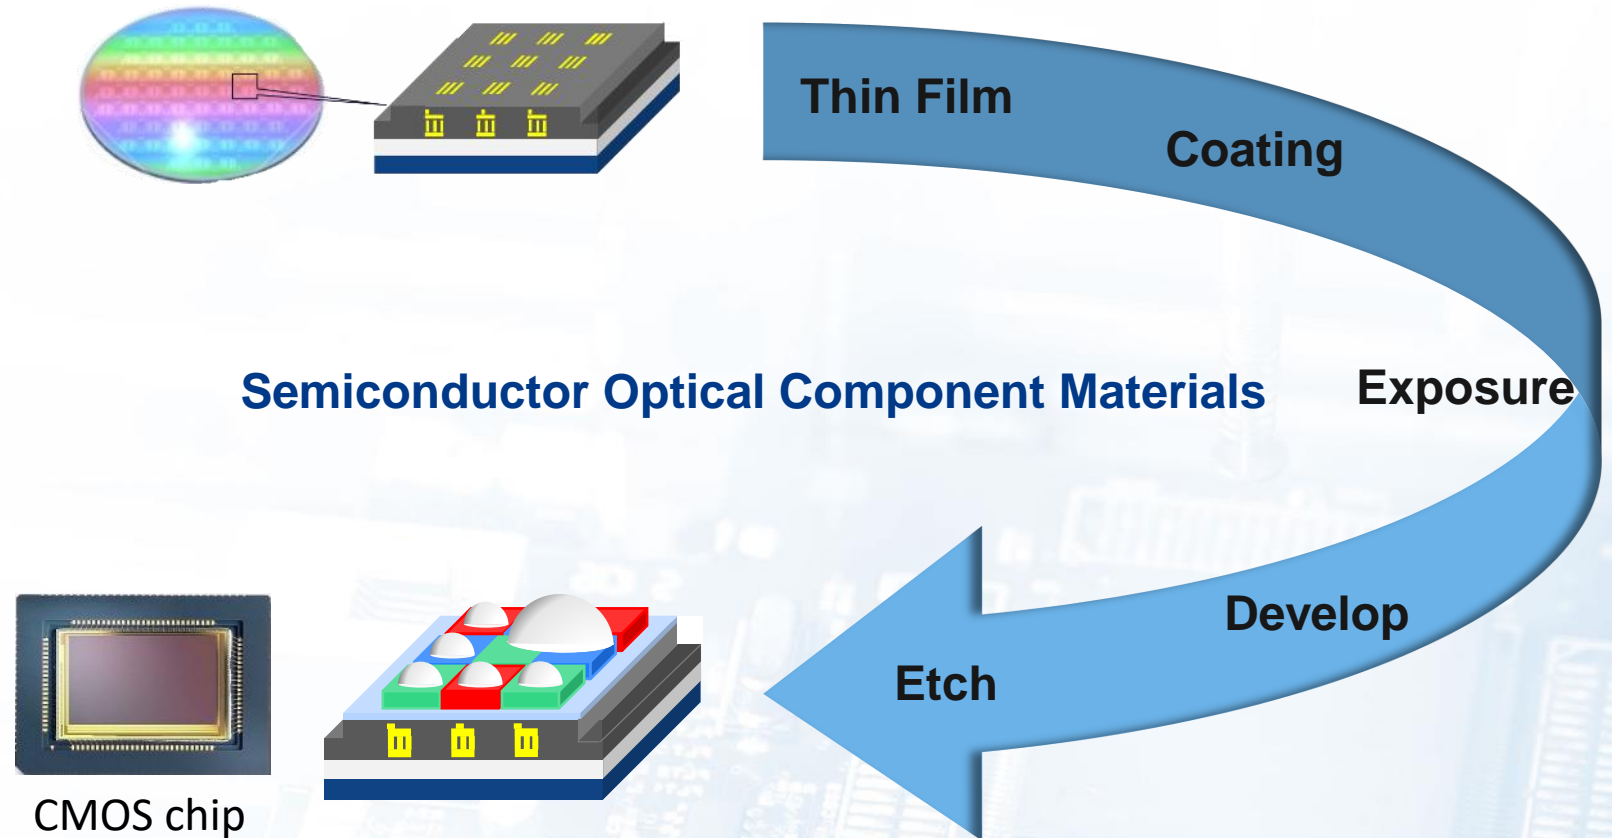 Thin Film
Coating
Semiconductor Optical Component Materials
Exposure
Develop
Etch
CMOS chip